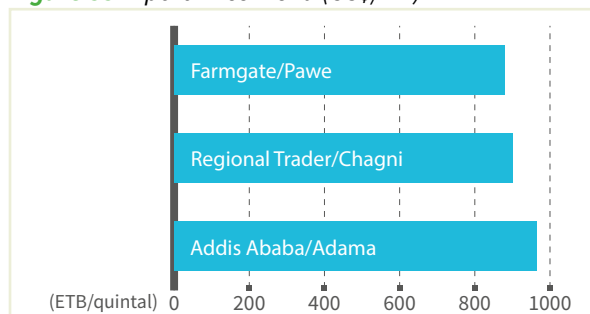 Farmgate/Pawe
Regional Trader/Chagni
Addis Ababa/Adama
(ETB/quintal) 0 200 400 600 800 1000